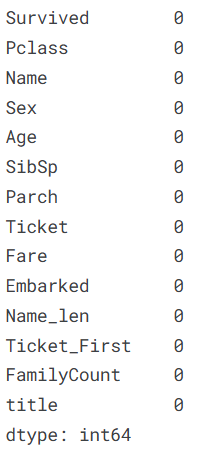 Survived 0
Pclass 0
Name 0
Sex 0
Age 0
SibSp 0
Parch 0
Ticket 0
Fare 0
Embarked 0
Name_len 0
Ticket_First 0
FamilyCount 0
title 0
dtype: int64